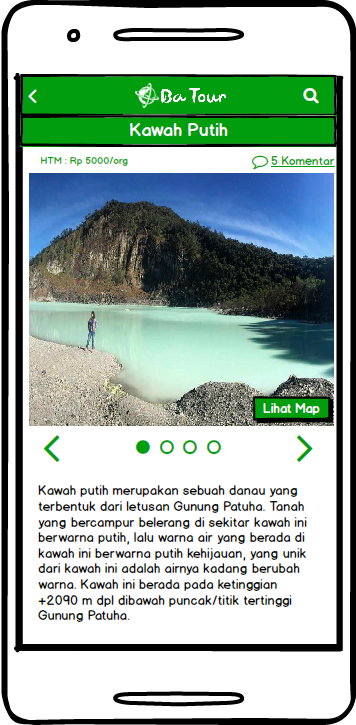 Ba Tour
Kawah Putih
HTM : Rp 5000/org
5 Komentar
Lihat Map
Kawah putih merupakan sebuah danau yang
terbentuk dari letusan Gunung Patuha. Tanah
yang bercampur belerang di sekitar kawah ini
berwarna putih, lalu warna air yang berada di
kawah ini berwarna putih kehijauan, yang unik
dari kawah ini adalah airnya kadang berubah
warna. Kawah ini berada pada ketinggian
+2090 m dpl dibawah puncak/titik tertinggi
Gunung Patuha.